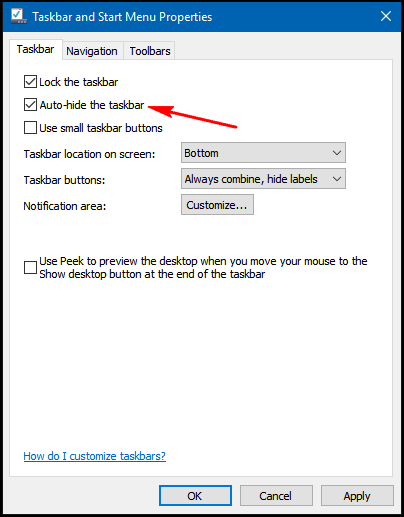 Taskbar and Start Menu Properties
Taskbar
Navigation
Toolbars
Lock the taskbar
Auto-hide the taskbar
Use small taskbar buttons
Taskbar location on screen: Bottom
Taskbar buttons: Always combine, hide labels
Notification area: Customize...
Use Peek to preview the desktop when you move your mouse to the
Show desktop button at the end of the taskbar
How do I customize taskbars?
OK
Cancel
Apply